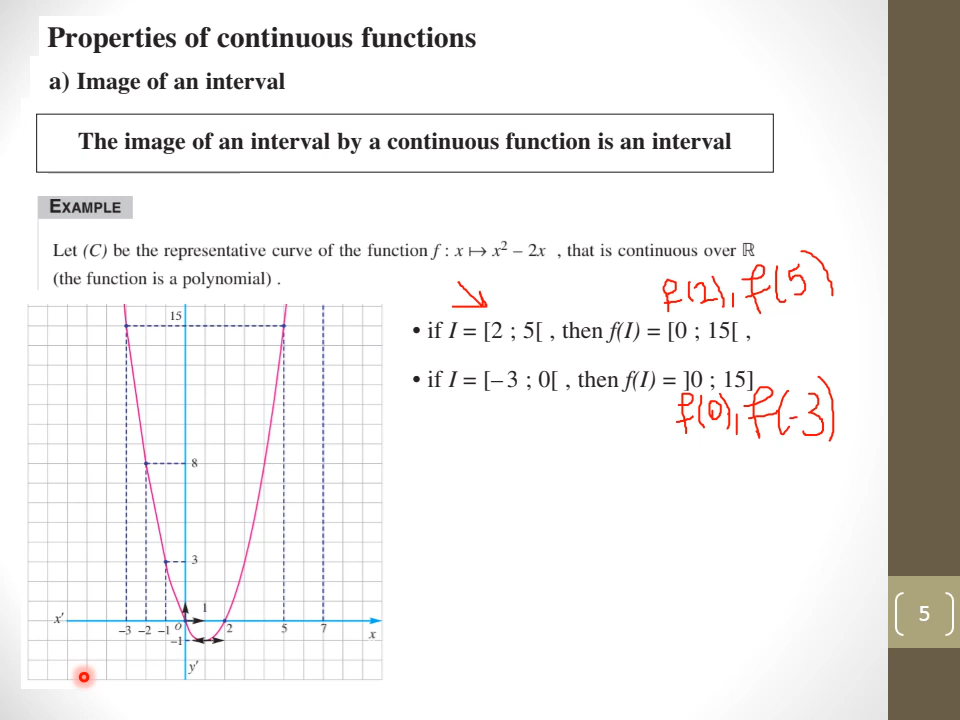 Properties of continuous functions
a) Image of an interval
The image of an interval by a continuous function is an interval
EXAMPLE
Let (C) be the representative curve of the function f : x ↦ x² – 2x , that is continuous over ℝ
(the function is a polynomial) .
f(2), f(5)
• if I = [2 ; 5[ , then f(I) = [0 ; 15[ ,
• if I = [– 3 ; 0[ , then f(I) = ]0 ; 15]
f(0), f(-3)
15
8
3
1
x′ –3 –2 –1 O 2 5 7 x
–1
y′
5